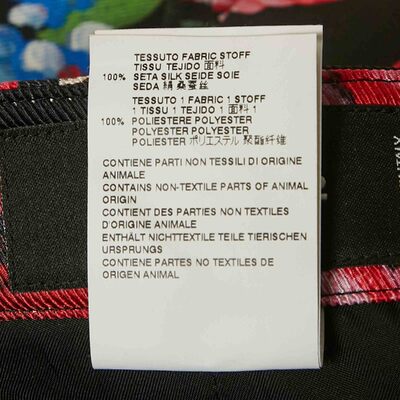 TESSUTO FABRIC STOFF
TISSU TEJIDO 面料
100% SETA SILK SEIDE SOIE
SEDA 絹 桑蚕丝
TESSUTO 1 FABRIC 1 STOFF
1 TISSU 1 TEJIDO 1 面料 1
100% POLIESTERE POLYESTER
POLYESTER POLYESTER
POLIESTER ポリエステル 聚酯纤维
CONTIENE PARTI NON TESSILI DI ORIGINE
ANIMALE
CONTAINS NON-TEXTILE PARTS OF ANIMAL
ORIGIN
CONTIENT DES PARTIES NON TEXTILES
D'ORIGINE ANIMALE
ENTHÄLT NICHTTEXTILE TEILE TIERISCHEN
URSPRUNGS
CONTIENE PARTES NO TEXTILES DE
ORIGEN ANIMAL
ITALY